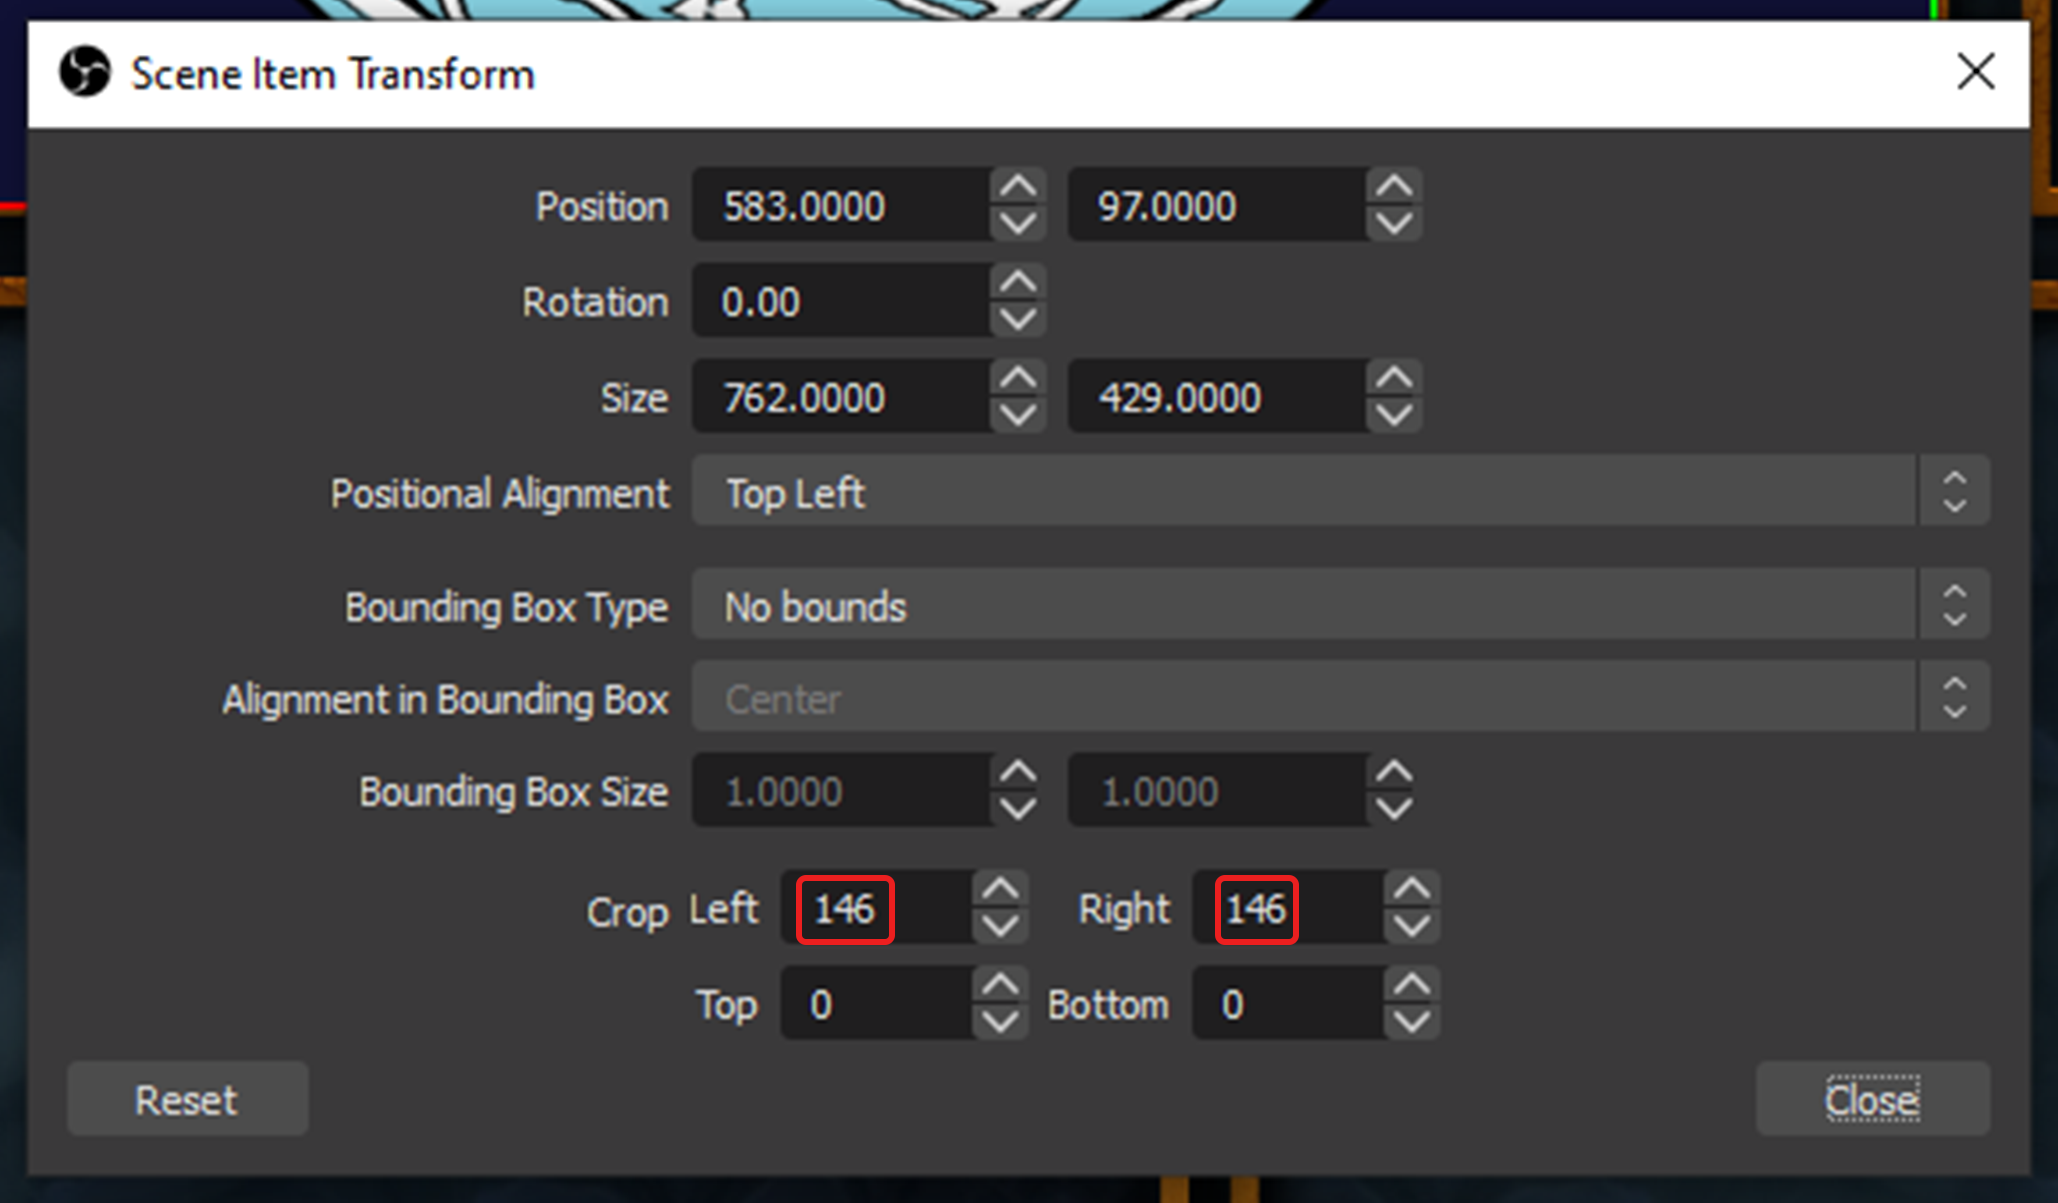 Scene Item Transform
Position 583.0000 97.0000
Rotation 0.00
Size 762.0000 429.0000
Positional Alignment Top Left
Bounding Box Type No bounds
Alignment in Bounding Box Center
Bounding Box Size 1.0000 1.0000
Crop Left 146 Right 146
Top 0 Bottom 0
Reset Close